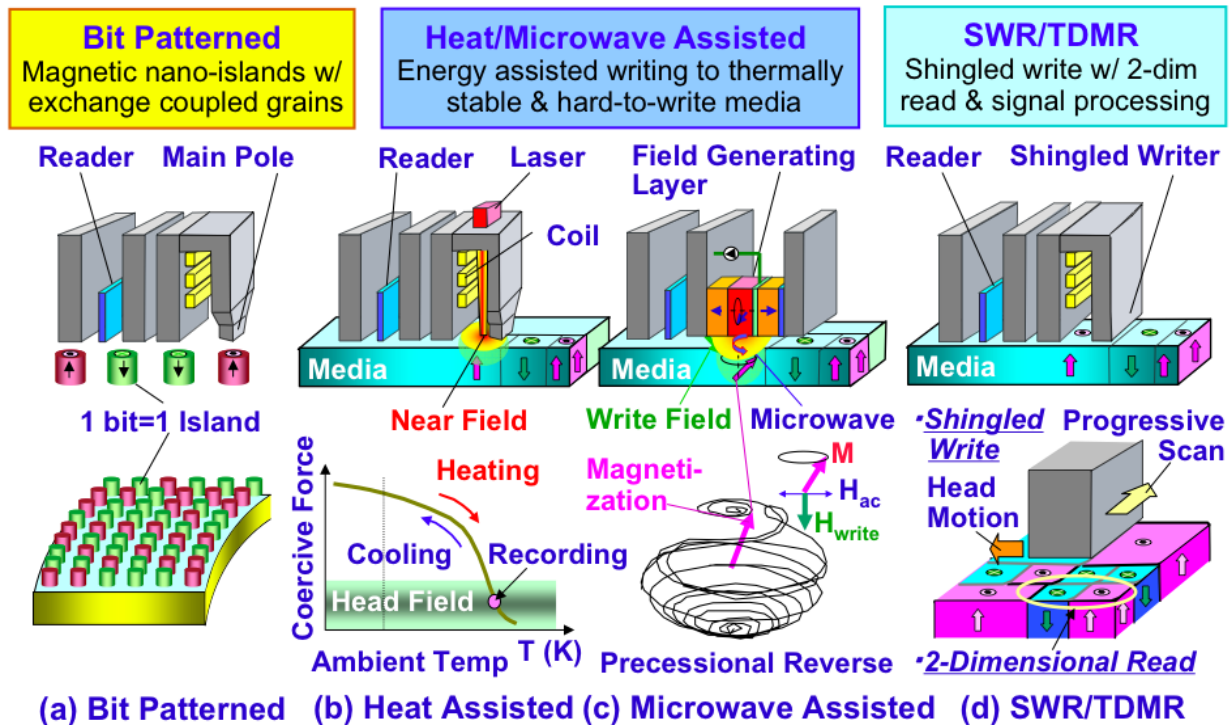 Bit Patterned
Magnetic nano-islands w/
exchange coupled grains
Heat/Microwave Assisted
Energy assisted writing to thermally
stable & hard-to-write media
SWR/TDMR
Shingled write w/ 2-dim
read & signal processing
Reader
Main Pole
1 bit=1 Island
(a) Bit Patterned
Reader
Laser
Coil
Media
Near Field
Coercive Force
Heating
Cooling
Recording
Head Field
T (K)
Ambient Temp
(b) Heat Assisted
Field Generating
Layer
Media
Write Field
Microwave
Magneti-
zation
M
Hac
Hwrite
Precessional Reverse
(c) Microwave Assisted
Reader
Shingled Writer
Media
·Shingled
Write
Progressive
Scan
Head
Motion
·2-Dimensional Read
(d) SWR/TDMR